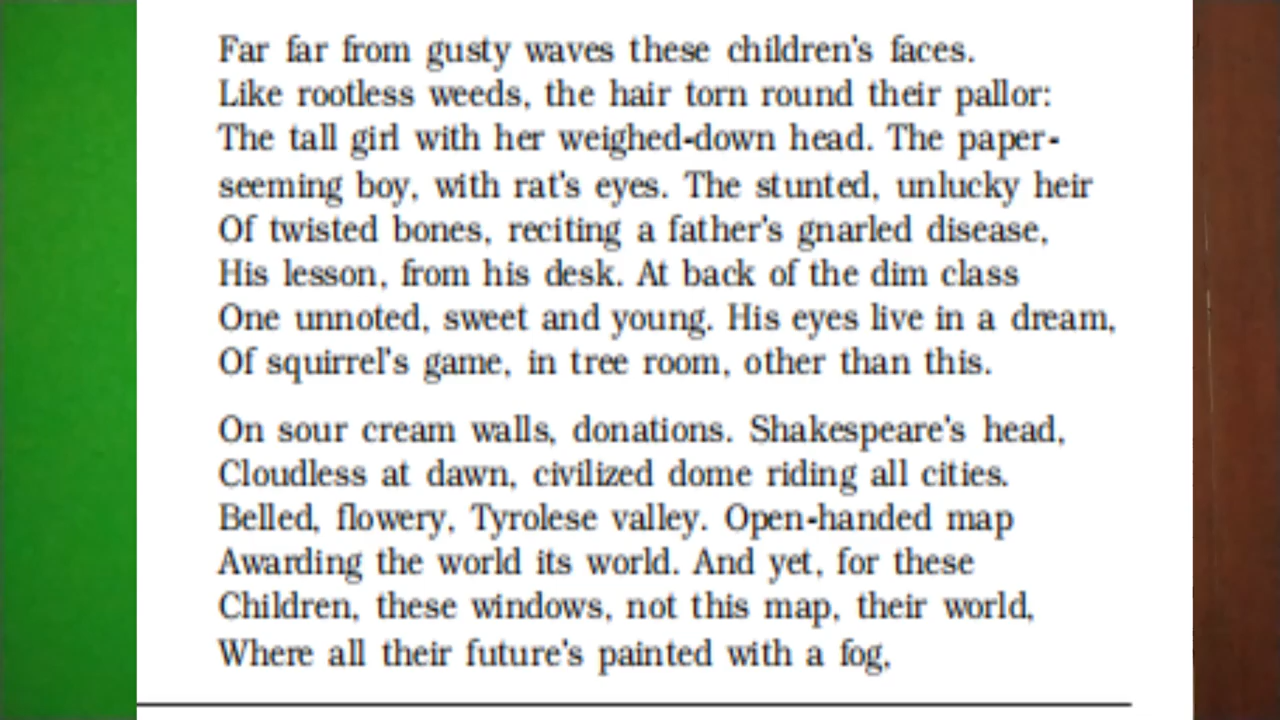 Far far from gusty waves these children's faces.
Like rootless weeds, the hair torn round their pallor:
The tall girl with her weighed-down head. The paper-
seeming boy, with rat's eyes. The stunted, unlucky heir
Of twisted bones, reciting a father's gnarled disease,
His lesson, from his desk. At back of the dim class
One unnoted, sweet and young. His eyes live in a dream,
Of squirrel's game, in tree room, other than this.
On sour cream walls, donations. Shakespeare's head,
Cloudless at dawn, civilized dome riding all cities.
Belled, flowery, Tyrolese valley. Open-handed map
Awarding the world its world. And yet, for these
Children, these windows, not this map, their world,
Where all their future's painted with a fog,